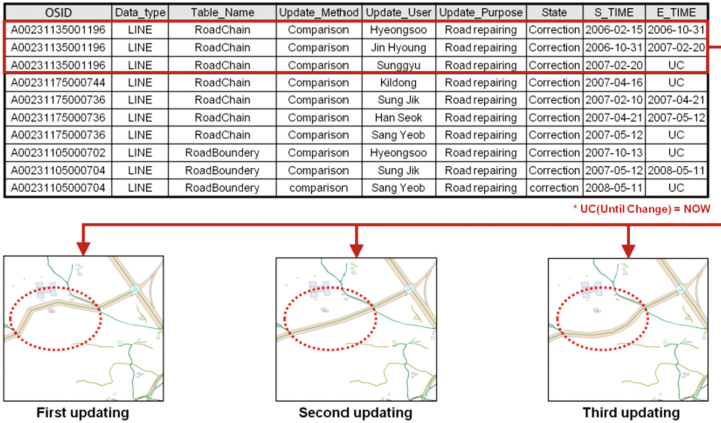 OSID Data_type Table_Name Update_Method Update_User Update_Purpose State S_TIME E_TIME
A00231135001196 LINE RoadChain Comparison Hyeongsoo Road repairing Correction 2006-02-15 2006-10-31
A00231135001196 LINE RoadChain Comparison Jin Hyoung Road repairing Correction 2006-10-31 2007-02-20
A00231135001196 LINE RoadChain Comparison Sunggyu Road repairing Correction 2007-02-20 UC
A00231175000744 LINE RoadChain Comparison Kildong Road repairing Correction 2007-04-16 UC
A00231175000736 LINE RoadChain Comparison Sung Jik Road repairing Correction 2007-02-10 2007-04-21
A00231175000736 LINE RoadChain Comparison Han Seok Road repairing Correction 2007-04-21 2007-05-12
A00231175000736 LINE RoadChain Comparison Sang Yeob Road repairing Correction 2007-05-12 UC
A00231105000702 LINE RoadBoundery Comparison Hyeongsoo Road repairing Correction 2007-10-13 UC
A00231105000704 LINE RoadBoundery Comparison Sung Jik Road repairing Correction 2007-05-12 2008-05-11
A00231105000704 LINE RoadBoundery comparison Sang Yeob Road repairing correction 2008-05-11 UC
* UC(Until Change) = NOW
First updating Second updating Third updating